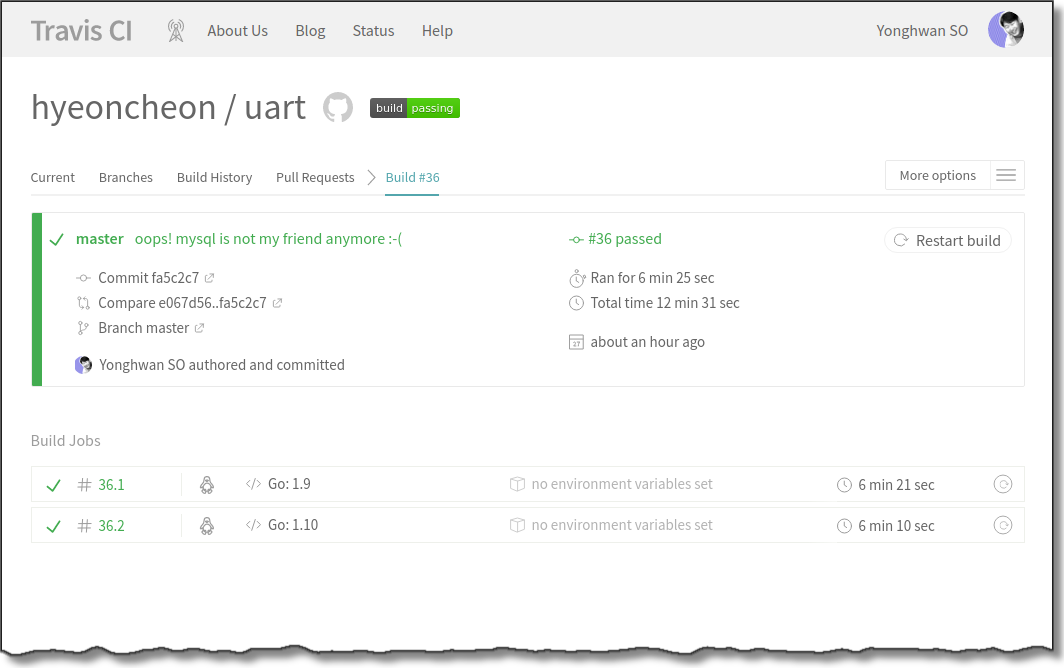 Travis CI About Us Blog Status Help Yonghwan SO
hyeoncheon / uart build passing
Current Branches Build History Pull Requests Build #36 More options
master oops! mysql is not my friend anymore :-( #36 passed Restart build
Commit fa5c2c7 Ran for 6 min 25 sec
Compare e067d56..fa5c2c7 Total time 12 min 31 sec
Branch master
27 about an hour ago
Yonghwan SO authored and committed
Build Jobs
# 36.1 </> Go: 1.9 no environment variables set 6 min 21 sec
# 36.2 </> Go: 1.10 no environment variables set 6 min 10 sec